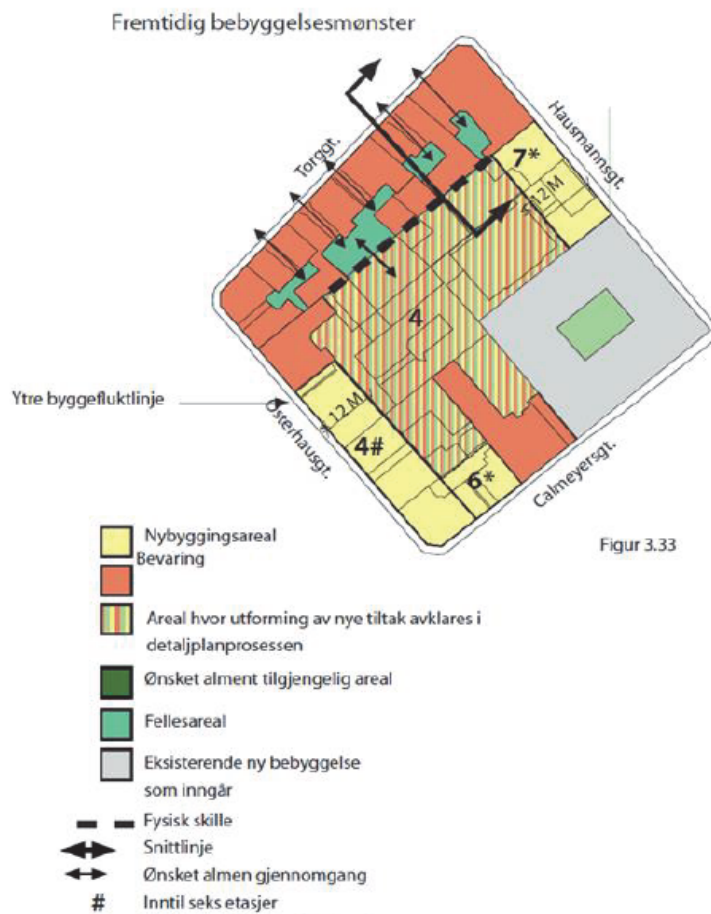 Fremtidig bebyggelsesmønster
Torggt.
Hausmannsgt.
7*
12 M
4
Ytre byggefluktlinje
Osterhausgt.
12 M
4#
6*
Calmeyersgt.
Figur 3.33
Nybyggingsareal
Bevaring
Areal hvor utforming av nye tiltak avklares i
detaljplanprosessen
Ønsket alment tilgjengelig areal
Fellesareal
Eksisterende ny bebyggelse
som inngår
Fysisk skille
Snittlinje
Ønsket almen gjennomgang
# Inntil seks etasjer